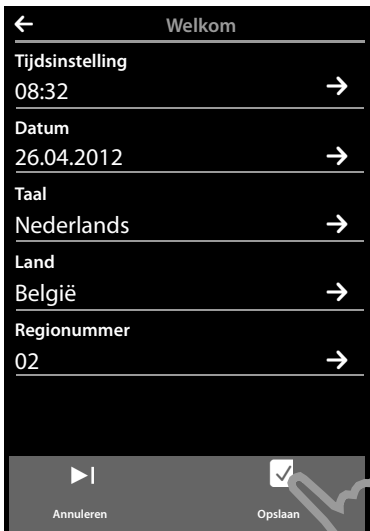 Welkom
Tijdsinstelling
08:32
Datum
26.04.2012
Taal
Nederlands
Land
België
Regionummer
02
Annuleren Opslaan